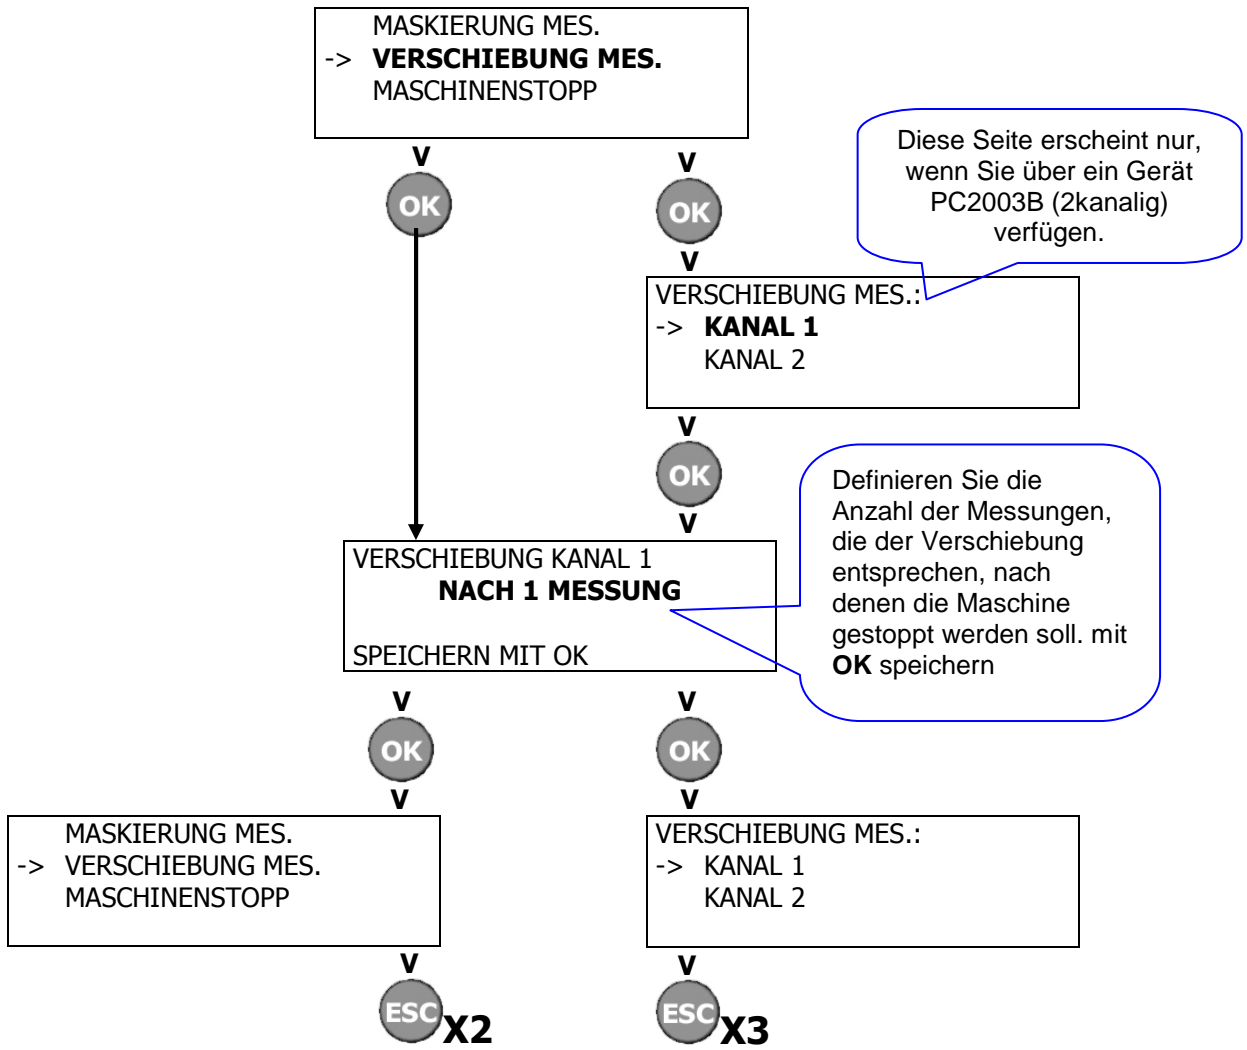 MASKIERUNG MES.
-> VERSCHIEBUNG MES.
MASCHINENSTOPP
Diese Seite erscheint nur,
wenn Sie über ein Gerät
PC2003B (2kanalig)
verfügen.
V V
OK OK
V
VERSCHIEBUNG MES.:
-> KANAL 1
KANAL 2
V
OK
V
Definieren Sie die
Anzahl der Messungen,
die der Verschiebung
entsprechen, nach
denen die Maschine
gestoppt werden soll. mit
OK speichern
VERSCHIEBUNG KANAL 1
NACH 1 MESSUNG
SPEICHERN MIT OK
V V
OK OK
V V
MASKIERUNG MES.
-> VERSCHIEBUNG MES.
MASCHINENSTOPP
VERSCHIEBUNG MES.:
-> KANAL 1
KANAL 2
V V
ESC X2 ESC X3